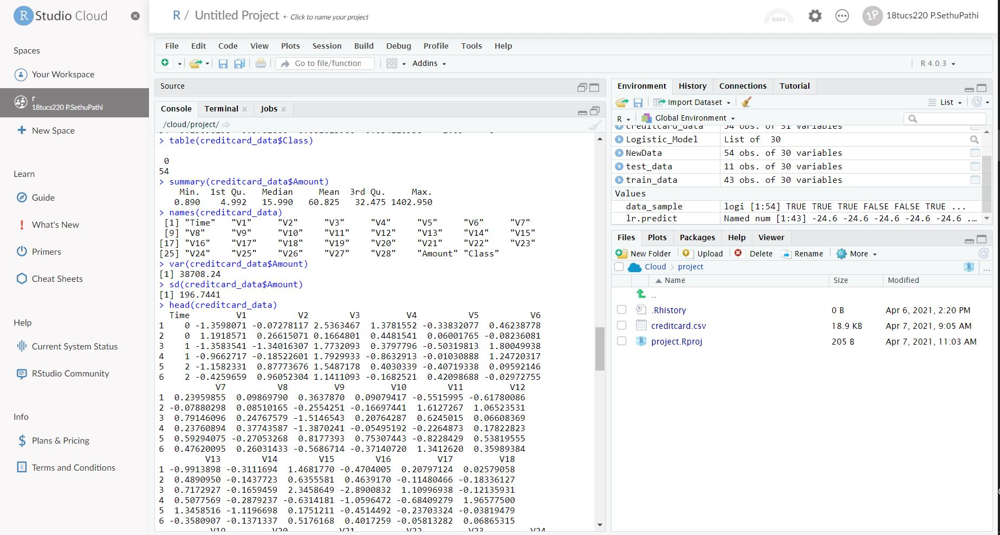 R Studio Cloud
R / Untitled Project ← Click to name your project
RAM
1P 18tucs220 P.SethuPathi
Spaces
Your Workspace
r
18tucs220 P.SethuPathi
New Space
Learn
Guide
What's New
Primers
Cheat Sheets
Help
Current System Status
RStudio Community
Info
Plans & Pricing
Terms and Conditions
File Edit Code View Plots Session Build Debug Profile Tools Help
Go to file/function Addins
R 4.0.3
Source
Console Terminal Jobs
/cloud/project/
> table(creditcard_data$Class)
0
54
> summary(creditcard_data$Amount)
Min. 1st Qu. Median Mean 3rd Qu. Max.
0.890 4.992 15.990 60.825 32.475 1402.950
> names(creditcard_data)
[1] "Time" "V1" "V2" "V3" "V4" "V5" "V6" "V7"
[9] "V8" "V9" "V10" "V11" "V12" "V13" "V14" "V15"
[17] "V16" "V17" "V18" "V19" "V20" "V21" "V22" "V23"
[25] "V24" "V25" "V26" "V27" "V28" "Amount" "Class"
> var(creditcard_data$Amount)
[1] 38708.24
> sd(creditcard_data$Amount)
[1] 196.7441
> head(creditcard_data)
Time V1 V2 V3 V4 V5 V6
1 0 -1.3598071 -0.07278117 2.5363467 1.3781552 -0.33832077 0.46238778
2 0 1.1918571 0.26615071 0.1664801 0.4481541 0.06001765 -0.08236081
3 1 -1.3583541 -1.34016307 1.7732093 0.3797796 -0.50319813 1.80049938
4 1 -0.9662717 -0.18522601 1.7929933 -0.8632913 -0.01030888 1.24720317
5 2 -1.1582331 0.87773676 1.5487178 0.4030339 -0.40719338 0.09592146
6 2 -0.4259659 0.96052304 1.1411093 -0.1682521 0.42098688 -0.02972755
V7 V8 V9 V10 V11 V12
1 0.23959855 0.09869790 0.3637870 0.09079417 -0.5515995 -0.61780086
2 -0.07880298 0.08510165 -0.2554251 -0.16697441 1.6127267 1.06523531
3 0.79146096 0.24767579 -1.5146543 0.20764287 0.6245015 0.06608369
4 0.23760894 0.37743587 -1.3870241 -0.05495192 -0.2264873 0.17822823
5 0.59294075 -0.27053268 0.8177393 0.75307443 -0.8228429 0.53819555
6 0.47620095 0.26031433 -0.5686714 -0.37140720 1.3412620 0.35989384
V13 V14 V15 V16 V17 V18
1 -0.9913898 -0.3111694 1.4681770 -0.4704005 0.20797124 0.02579058
2 0.4890950 -0.1437723 0.6355581 0.4639170 -0.11480466 -0.18336127
3 0.7172927 -0.1659459 2.3458649 -2.8900832 1.10996938 -0.12135931
4 0.5077569 -0.2879237 -0.6314181 -1.0596472 -0.68409279 1.96577500
5 1.3458516 -1.1196698 0.1751211 -0.4514492 -0.23703324 -0.03819479
6 -0.3580907 -0.1371337 0.5176168 0.4017259 -0.05813282 0.06865315
V19 V20 V21 V22 V23 V24
Environment History Connections Tutorial
Import Dataset List
R Global Environment
creditcard_data 54 obs. of 31 variables
Logistic_Model List of 30
NewData 54 obs. of 30 variables
test_data 11 obs. of 30 variables
train_data 43 obs. of 30 variables
Values
data_sample logi [1:54] TRUE TRUE TRUE FALSE FALSE TRUE ...
lr.predict Named num [1:43] -24.6 -24.6 -24.6 -24.6 -24.6 ...
Files Plots Packages Help Viewer
New Folder Upload Delete Rename More
Cloud project ...
Name Size Modified
..
.Rhistory 0 B Apr 6, 2021, 2:20 PM
creditcard.csv 18.9 KB Apr 7, 2021, 9:05 AM
project.Rproj 205 B Apr 7, 2021, 11:03 AM